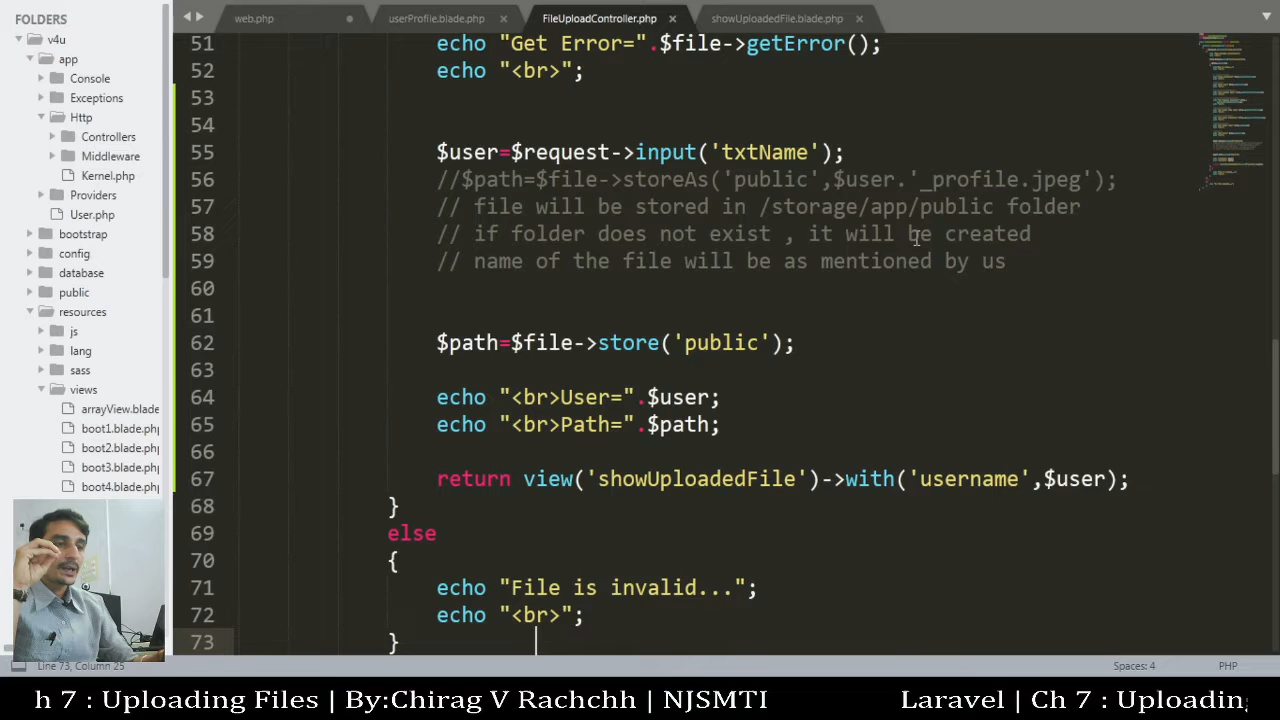 FOLDERS
v4u
app
Console
Exceptions
Http
Controllers
Middleware
Kernel.php
Providers
User.php
bootstrap
config
database
public
resources
js
lang
sass
views
arrayView.blade
boot1.blade.php
boot2.blade.php
boot3.blade.php
boot4.blade.php
web.php
userProfile.blade.php
FileUploadController.php
showUploadedFile.blade.php
51 echo "Get Error=".$file->getError();
52 echo "<br>";
53
54
55 $user=$request->input('txtName');
56 //$path=$file->storeAs('public',$user.'_profile.jpeg');
57 // file will be stored in /storage/app/public folder
58 // if folder does not exist , it will be created
59 // name of the file will be as mentioned by us
60
61
62 $path=$file->store('public');
63
64 echo "<br>User=".$user;
65 echo "<br>Path=".$path;
66
67 return view('showUploadedFile')->with('username',$user);
68 }
69 else
70 {
71 echo "File is invalid...";
72 echo "<br>";
73 }
Line 73, Column 25
Spaces: 4
PHP
h 7 : Uploading Files | By:Chirag V Rachchh | NJSMTI
Laravel | Ch 7 : Uploading